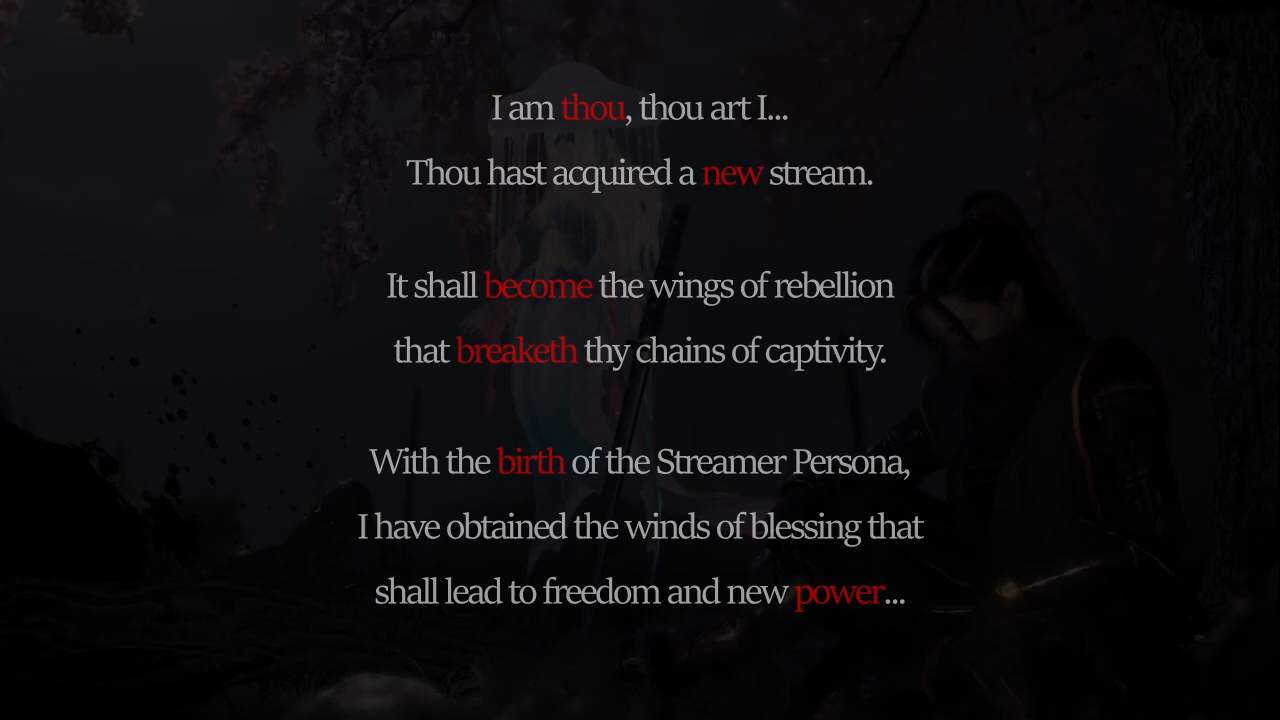 I am thou, thou art I...
Thou hast acquired a new stream.
It shall become the wings of rebellion
that breaketh thy chains of captivity.
With the birth of the Streamer Persona,
I have obtained the winds of blessing that
shall lead to freedom and new power...